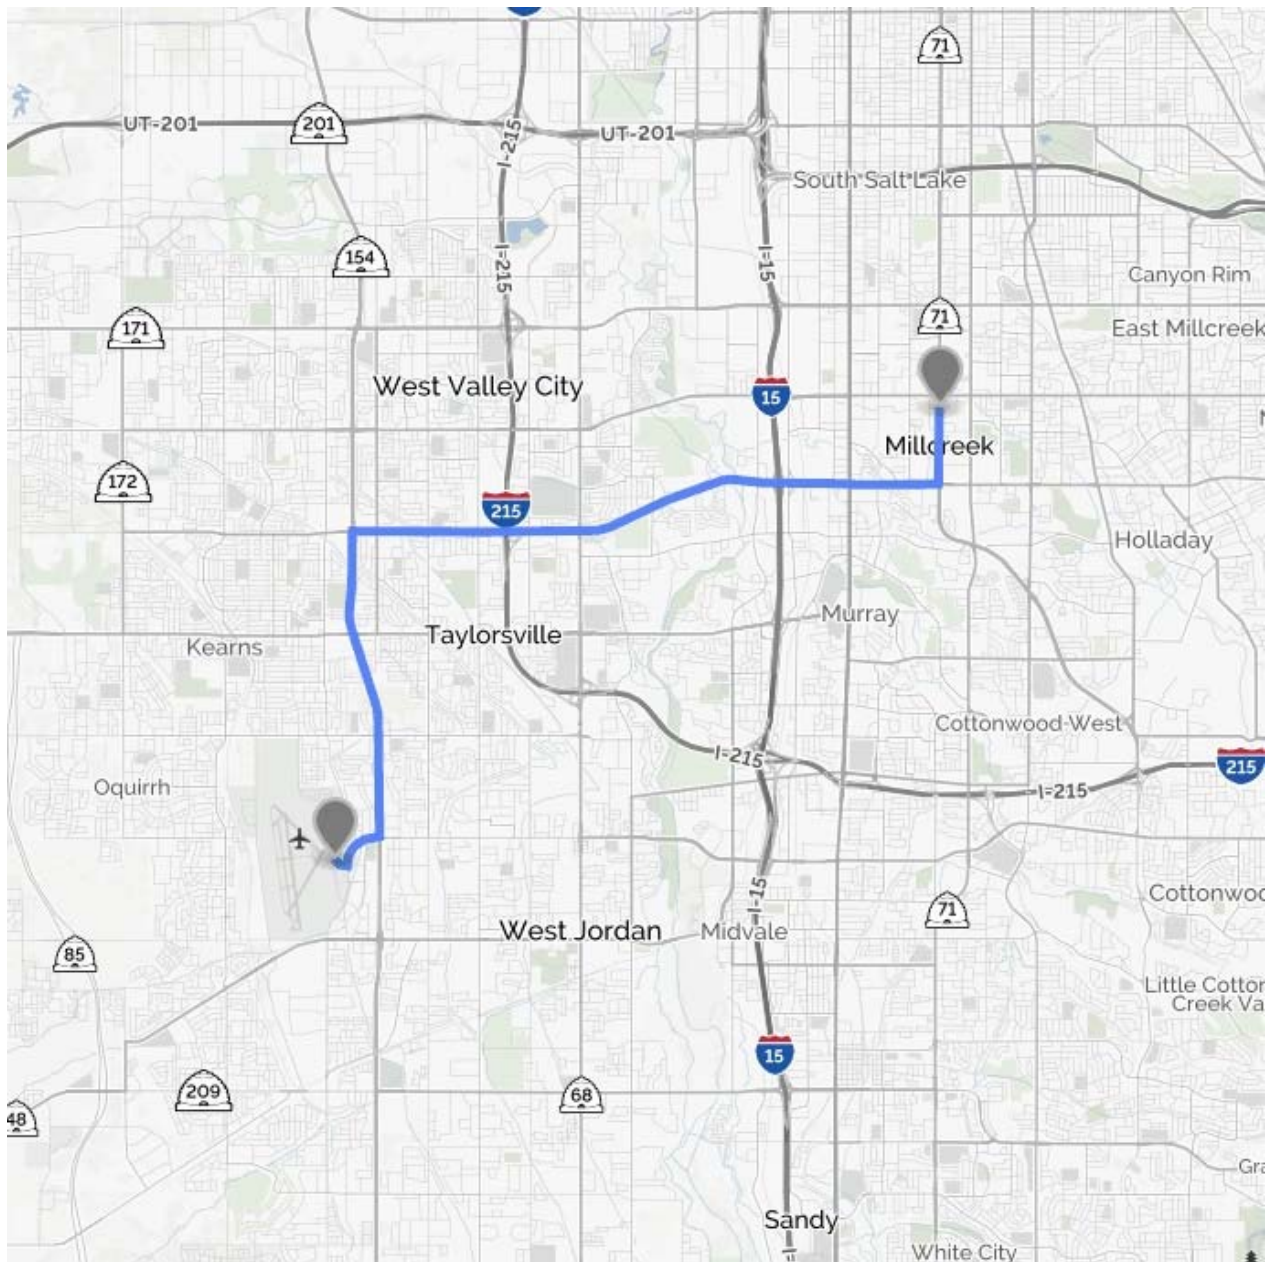 71
UT-201
201
UT-201
I-215
South Salt Lake
154
I-215
I-15
Canyon Rim
171
71
East Millcreek
West Valley City
15
Millcreek
172
215
Holladay
Murray
Taylorsville
Kearns
Cottonwood West
I-215
215
Oquirrh
I-215
I-15
71
Cottonwoo
West Jordan
Midvale
85
Little Cotton
Creek Va
15
209
68
48
Gra
Sandy
White City